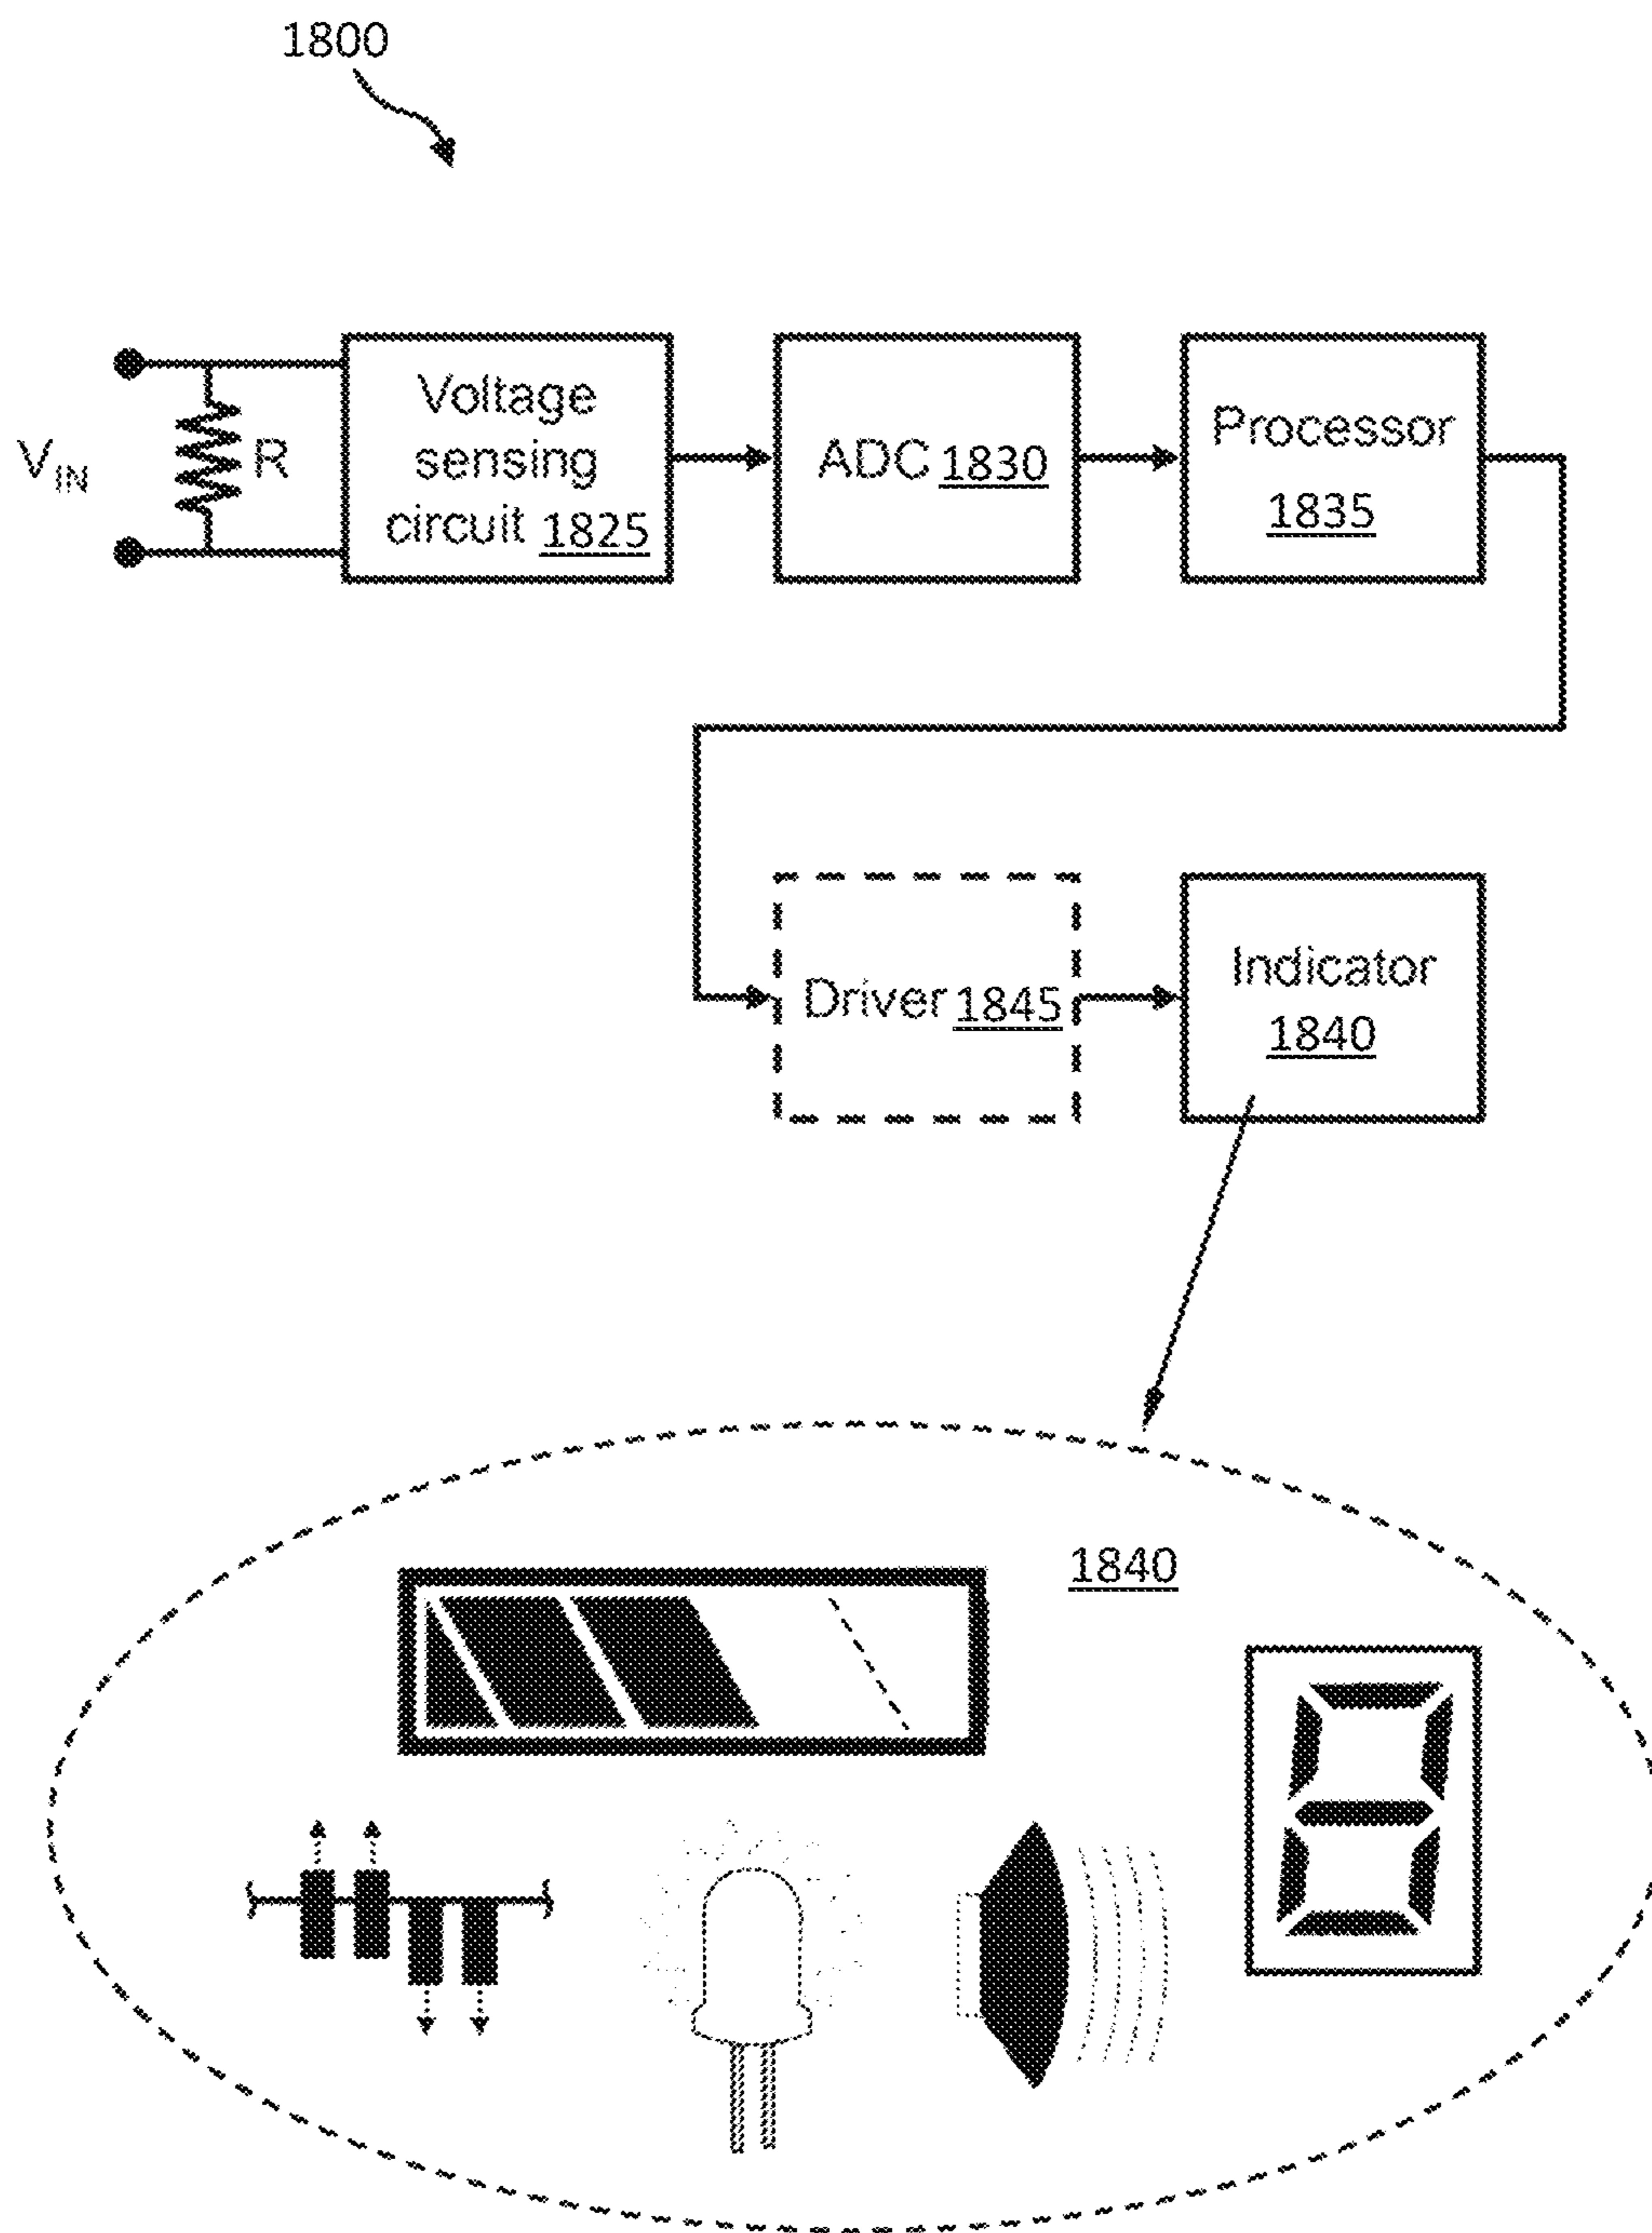 1800
V_IN
R
Voltage
sensing
circuit 1825
ADC 1830
Processor
1835
Driver 1845
Indicator
1840
1840